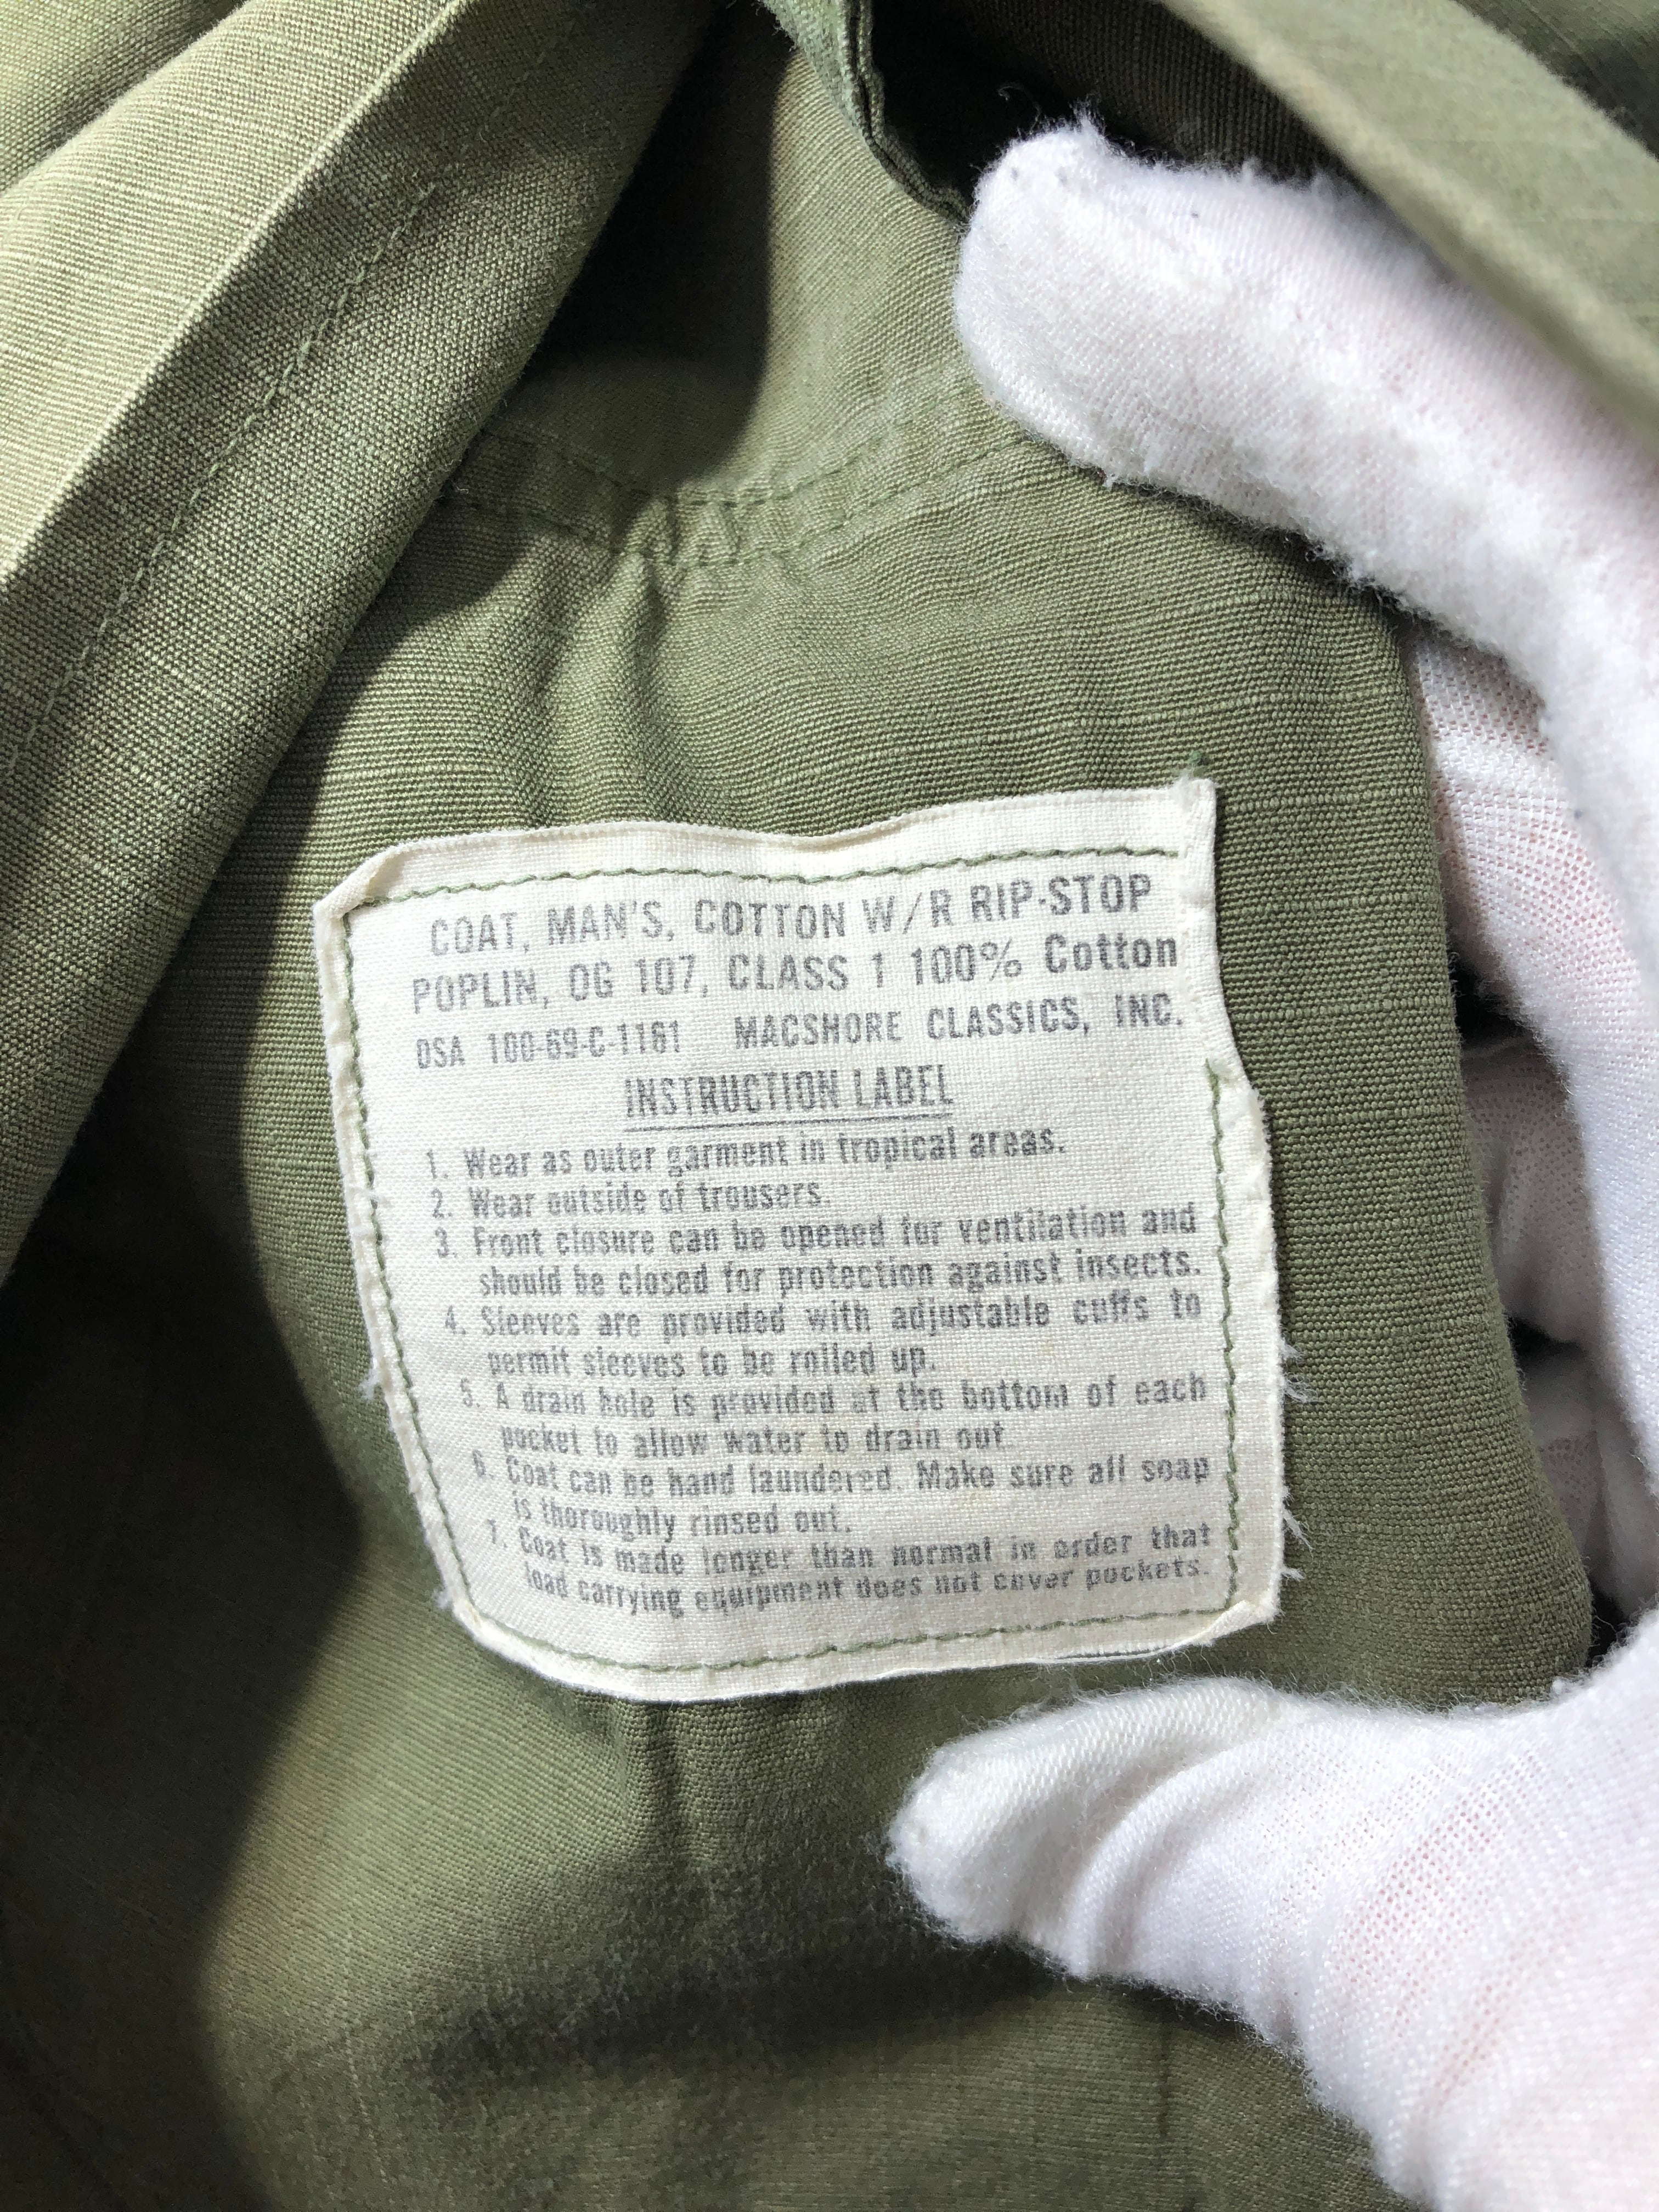 COAT, MAN'S, COTTON W/R RIP-STOP
POPLIN, OG 107, CLASS 1 100% Cotton
DSA 100-69-C-1161 MACSHORE CLASSICS, INC.
INSTRUCTION LABEL
1. Wear as outer garment in tropical areas.
2. Wear outside of trousers.
3. Front closure can be opened for ventilation and
should be closed for protection against insects.
4. Sleeves are provided with adjustable cuffs to
permit sleeves to be rolled up.
5. A drain hole is provided at the bottom of each
pocket to allow water to drain out.
6. Coat can be hand laundered. Make sure all soap
is thoroughly rinsed out.
7. Coat is made longer than normal in order that
load carrying equipment does not cover pockets.